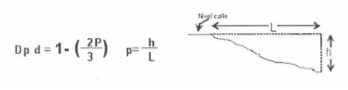 Nivel calle
L
Dp d = 1- (-2P/3) p= h/L
h